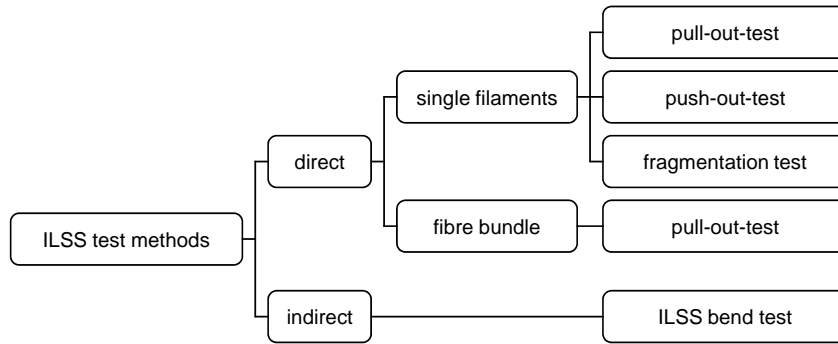 pull-out-test
single filaments
push-out-test
direct
fragmentation test
ILSS test methods
fibre bundle
pull-out-test
indirect
ILSS bend test